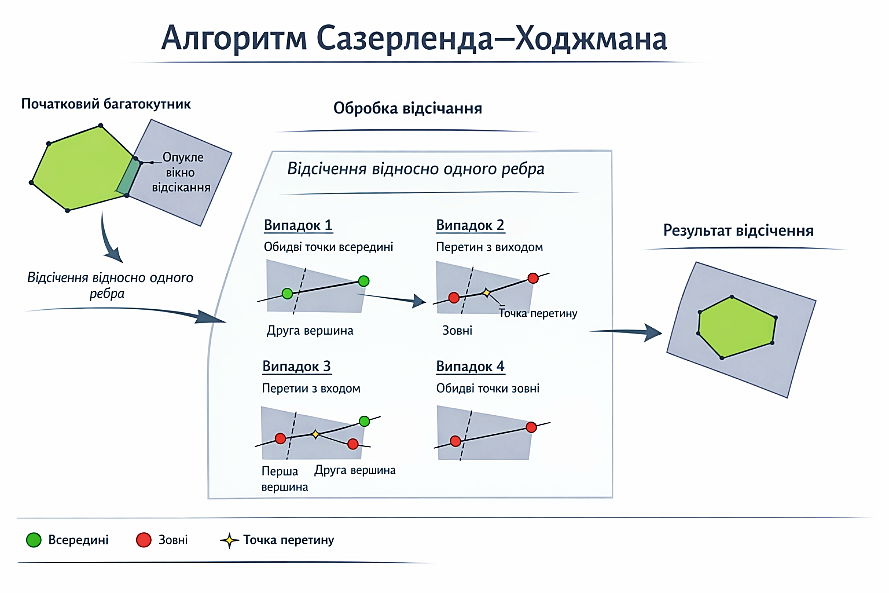 Алгоритм Сазерленда—Ходжмана
Початковий багатокутник
Опукле
вікно
відсікання
Відсічення відносно одного
ребра
Обробка відсічання
Відсічення відносно одного ребра
Випадок 1
Обидві точки всередині
Друга вершина
Випадок 2
Перетин з виходом
Точка перетину
Зовні
Випадок 3
Перетин з входом
Перша
вершина
Друга вершина
Випадок 4
Обидві точки зовні
Результат відсічення
Всередині
Зовні
Точка перетину